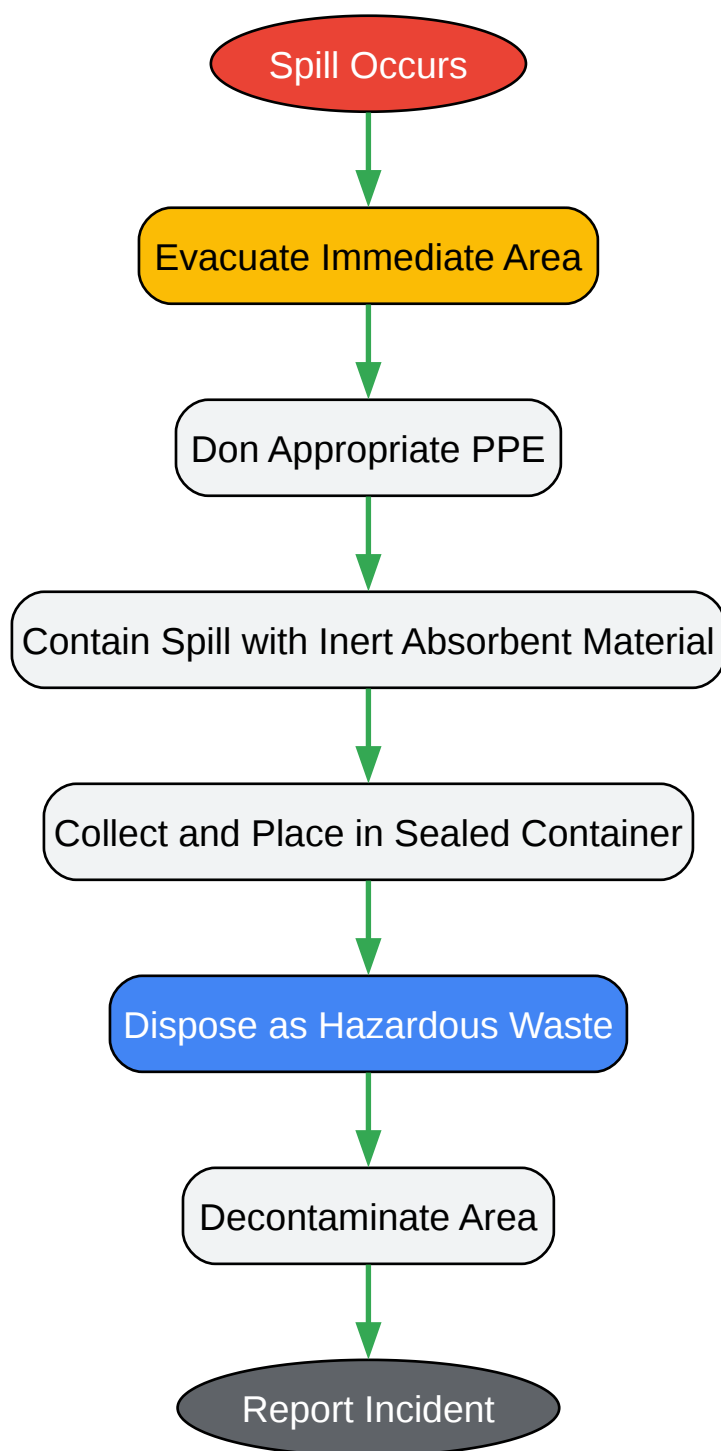 Spill Occurs
Evacuate Immediate Area
Don Appropriate PPE
Contain Spill with Inert Absorbent Material
Collect and Place in Sealed Container
Dispose as Hazardous Waste
Decontaminate Area
Report Incident